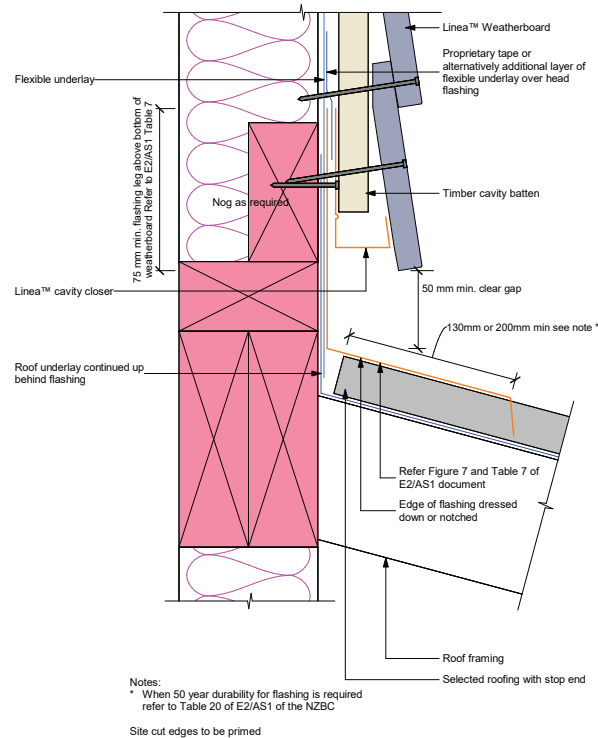 Linea™ Weatherboard
Proprietary tape or
alternatively additional layer of
flexible underlay over head
flashing
Flexible underlay
75 mm min. flashing leg above bottom of
weatherboard Refer to E2/AS1 Table 7
Nog as required
Timber cavity batten
Linea™ cavity closer
50 mm min. clear gap
130mm or 200mm min see note *
Roof underlay continued up
behind flashing
Refer Figure 7 and Table 7 of
E2/AS1 document
Edge of flashing dressed
down or notched
Roof framing
Selected roofing with stop end
Notes:
* When 50 year durability for flashing is required
refer to Table 20 of E2/AS1 of the NZBC
Site cut edges to be primed